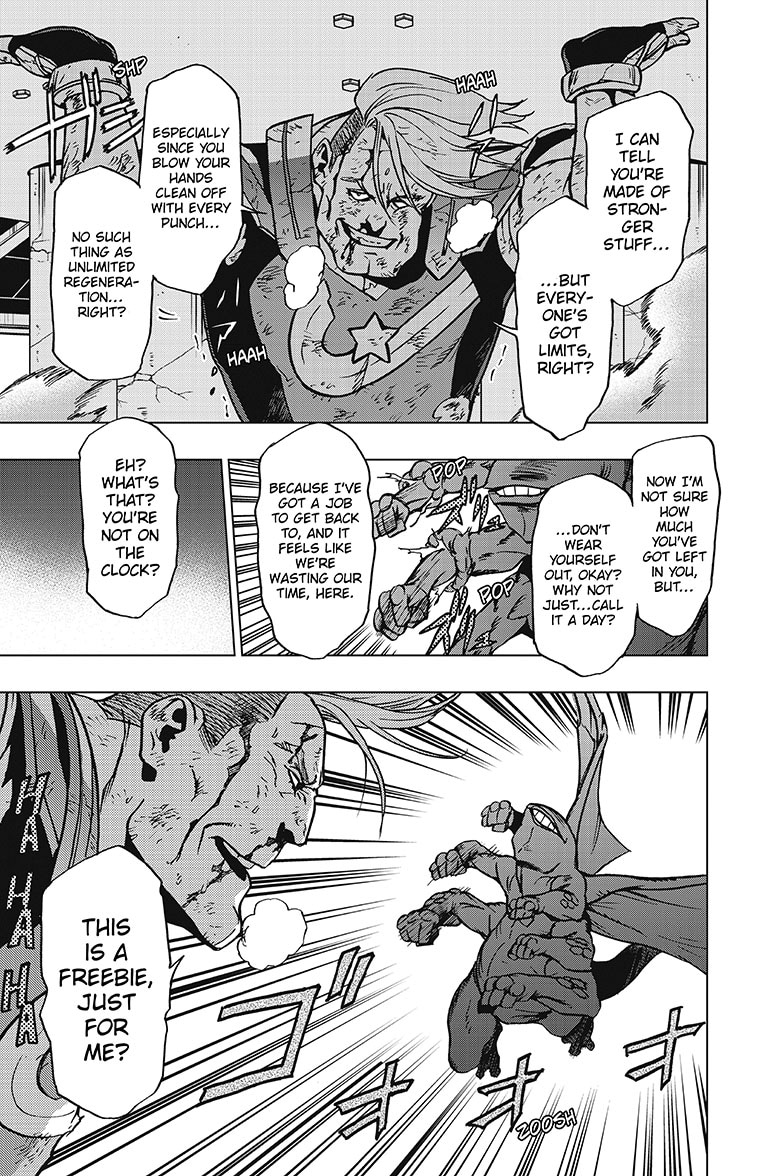 I CAN
TELL
YOU'RE
MADE OF
STRON-
GER
STUFF...
...BUT
EVERY-
ONE'S
GOT
LIMITS,
RIGHT?
HAAH
ESPECIALLY
SINCE YOU
BLOW YOUR
HANDS
CLEAN OFF
WITH EVERY
PUNCH...
NO SUCH
THING AS
UNLIMITED
REGENERA-
TION...
RIGHT?
SHP
HAAH
NOW I'M
NOT SURE
HOW
MUCH
YOU'VE
GOT LEFT
IN YOU,
BUT...
...DON'T
WEAR
YOURSELF
OUT, OKAY?
WHY NOT
JUST...CALL
IT A DAY?
POP
POP
BECAUSE I'VE
GOT A JOB
TO GET BACK
TO, AND IT
FEELS LIKE
WE'RE
WASTING OUR
TIME, HERE.
EH?
WHAT'S
THAT?
YOU'RE
NOT ON
THE
CLOCK?
HA HA HA HA
THIS
IS A
FREEBIE,
JUST
FOR
ME?
ゴオオオ
ZOOSH